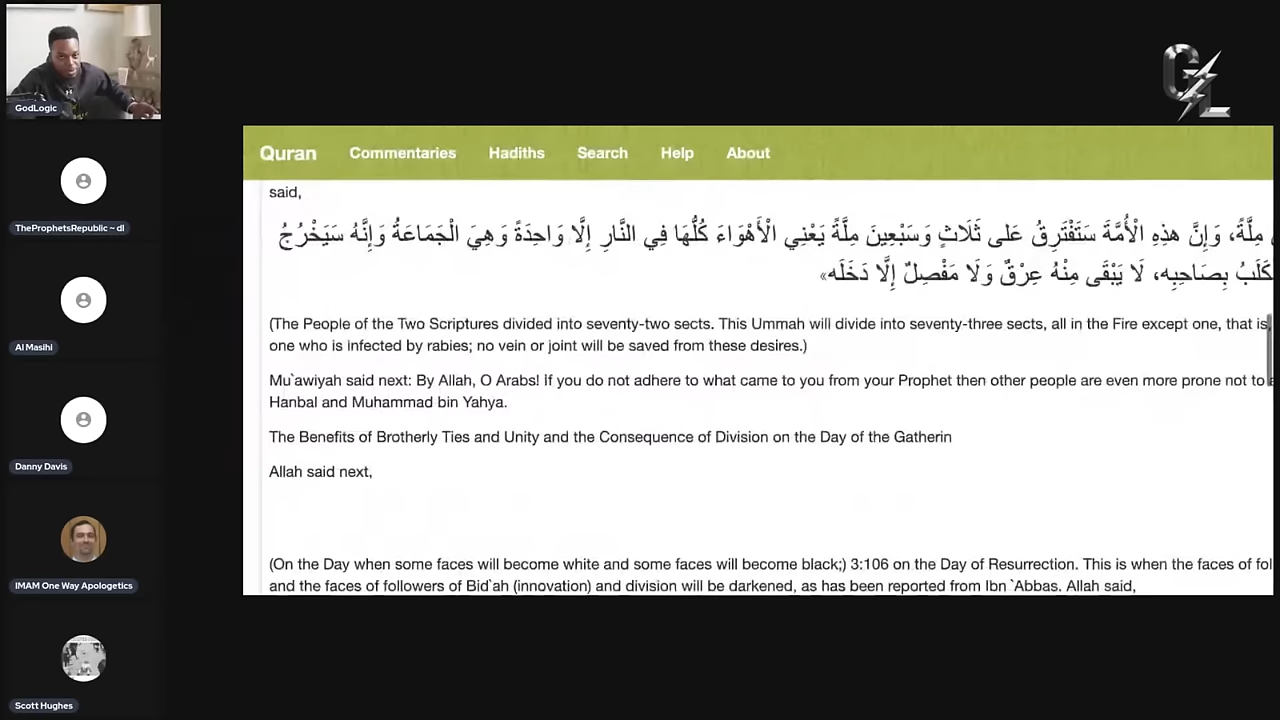 GodLogic
TheProphetsRepublic ~ dl
Al Masihi
Danny Davis
IMAM One Way Apologetics
Scott Hughes
GL
Quran Commentaries Hadiths Search Help About
said,
مِلَّةً، وَإِنَّ هذِهِ الْأُمَّةَ سَتَفْتَرِقُ عَلى ثَلَاثٍ وَسَبْعِينَ مِلَّةً يَعْنِي الْأَهْوَاءَ كُلُّهَا فِي النَّارِ إِلَّا وَاحِدَةً وَهِيَ الْجَمَاعَةُ وَإِنَّهُ سَيَخْرُجُ
بِصَاحِبِه، لَا يَبْقَى مِنْهُ عِرْقٌ وَلَا مَفْصِلٌ إِلَّا دَخَلَه»
(The People of the Two Scriptures divided into seventy-two sects. This Ummah will divide into seventy-three sects, all in the Fire except one, that is,
one who is infected by rabies; no vein or joint will be saved from these desires.)
Mu`awiyah said next: By Allah, O Arabs! If you do not adhere to what came to you from your Prophet then other people are even more prone not to
Hanbal and Muhammad bin Yahya.
The Benefits of Brotherly Ties and Unity and the Consequence of Division on the Day of the Gatherin
Allah said next,
(On the Day when some faces will become white and some faces will become black;) 3:106 on the Day of Resurrection. This is when the faces of fol
and the faces of followers of Bid`ah (innovation) and division will be darkened, as has been reported from Ibn `Abbas. Allah said,